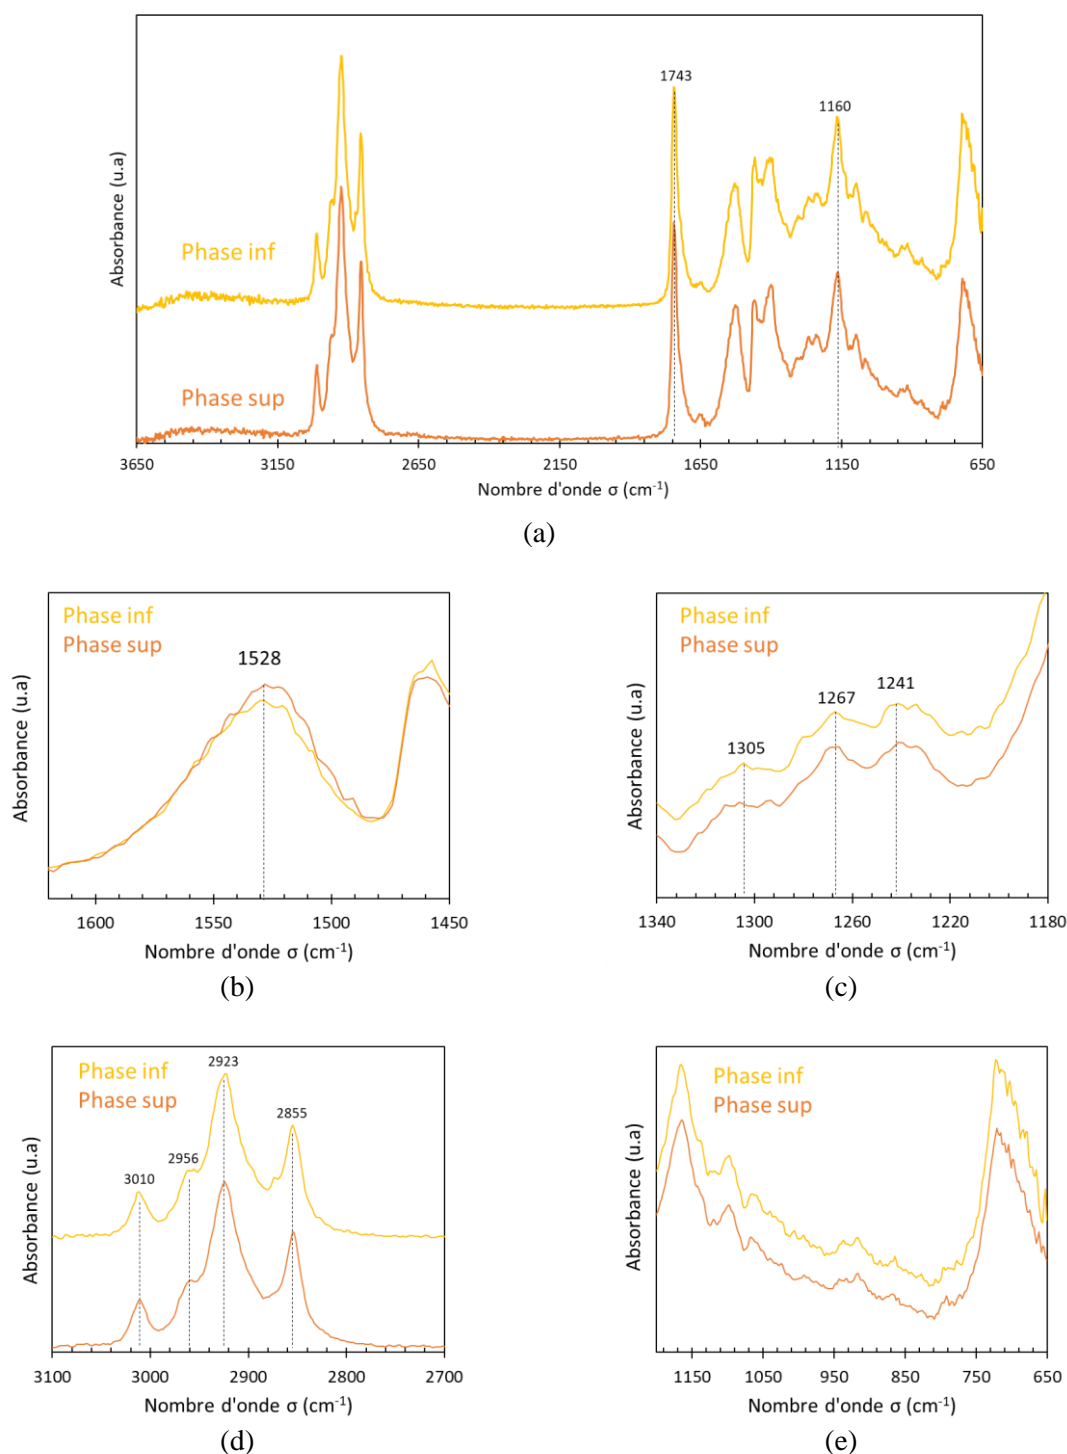 1743
1160
Absorbance (u.a)
Phase inf
Phase sup
3650 3150 2650 2150 1650 1150 650
Nombre d'onde σ (cm-1)
(a)
Phase inf
Phase sup
1528
Absorbance (u.a)
1600 1550 1500 1450
Nombre d'onde σ (cm-1)
(b)
Phase inf
Phase sup
1305
1267
1241
Absorbance (u.a)
1340 1300 1260 1220 1180
Nombre d'onde σ (cm-1)
(c)
Phase inf
Phase sup
3010
2956
2923
2855
Absorbance (u.a)
3100 3000 2900 2800 2700
Nombre d'onde σ (cm-1)
(d)
Phase inf
Phase sup
Absorbance (u.a)
1150 1050 950 850 750 650
Nombre d'onde σ (cm-1)
(e)